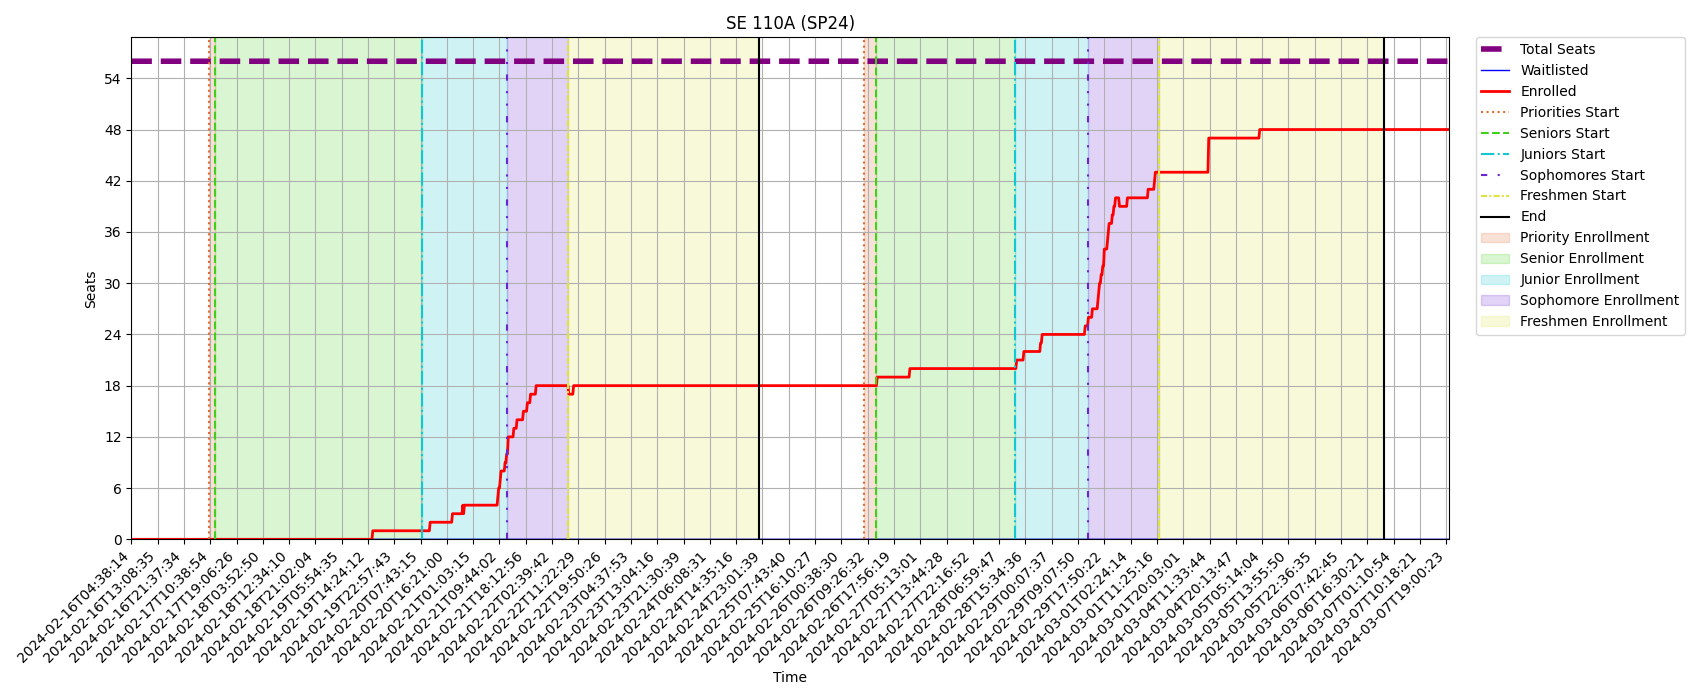 SE 110A (SP24)
Seats
54
48
42
36
30
24
18
12
6
0
2024-02-16T04:38:14
2024-02-16T13:08:35
2024-02-16T21:37:34
2024-02-17T10:38:54
2024-02-17T19:06:26
2024-02-18T03:52:50
2024-02-18T12:34:10
2024-02-18T21:02:04
2024-02-19T05:54:35
2024-02-19T14:24:12
2024-02-19T22:57:43
2024-02-20T07:43:15
2024-02-20T16:21:00
2024-02-21T01:03:15
2024-02-21T09:44:02
2024-02-21T18:12:56
2024-02-22T02:39:42
2024-02-22T11:22:29
2024-02-22T19:50:26
2024-02-23T04:37:53
2024-02-23T13:04:16
2024-02-23T21:30:39
2024-02-24T06:08:31
2024-02-24T14:35:16
2024-02-24T23:01:39
2024-02-25T07:43:40
2024-02-25T16:10:27
2024-02-26T00:38:30
2024-02-26T09:26:32
2024-02-26T17:56:19
2024-02-27T05:13:01
2024-02-27T13:44:28
2024-02-27T22:16:52
2024-02-28T06:59:47
2024-02-28T15:34:36
2024-02-29T00:07:37
2024-02-29T09:07:50
2024-02-29T17:50:22
2024-03-01T02:24:14
2024-03-01T11:25:16
2024-03-01T20:03:01
2024-03-04T11:33:44
2024-03-04T20:13:47
2024-03-05T05:14:04
2024-03-05T13:55:50
2024-03-05T22:36:35
2024-03-06T07:42:45
2024-03-06T16:30:21
2024-03-07T01:10:54
2024-03-07T10:18:21
2024-03-07T19:00:23
Time
Total Seats
Waitlisted
Enrolled
Priorities Start
Seniors Start
Juniors Start
Sophomores Start
Freshmen Start
End
Priority Enrollment
Senior Enrollment
Junior Enrollment
Sophomore Enrollment
Freshmen Enrollment